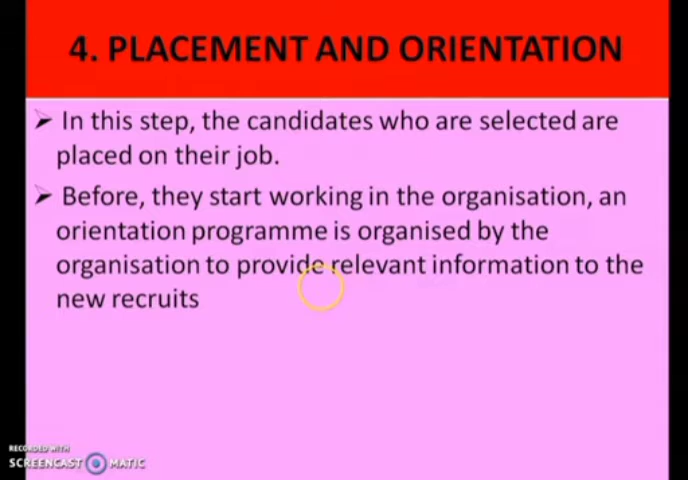 4. PLACEMENT AND ORIENTATION
➢ In this step, the candidates who are selected are
placed on their job.
➢ Before, they start working in the organisation, an
orientation programme is organised by the
organisation to provide relevant information to the
new recruits
RECORDED WITH
SCREENCAST MATIC